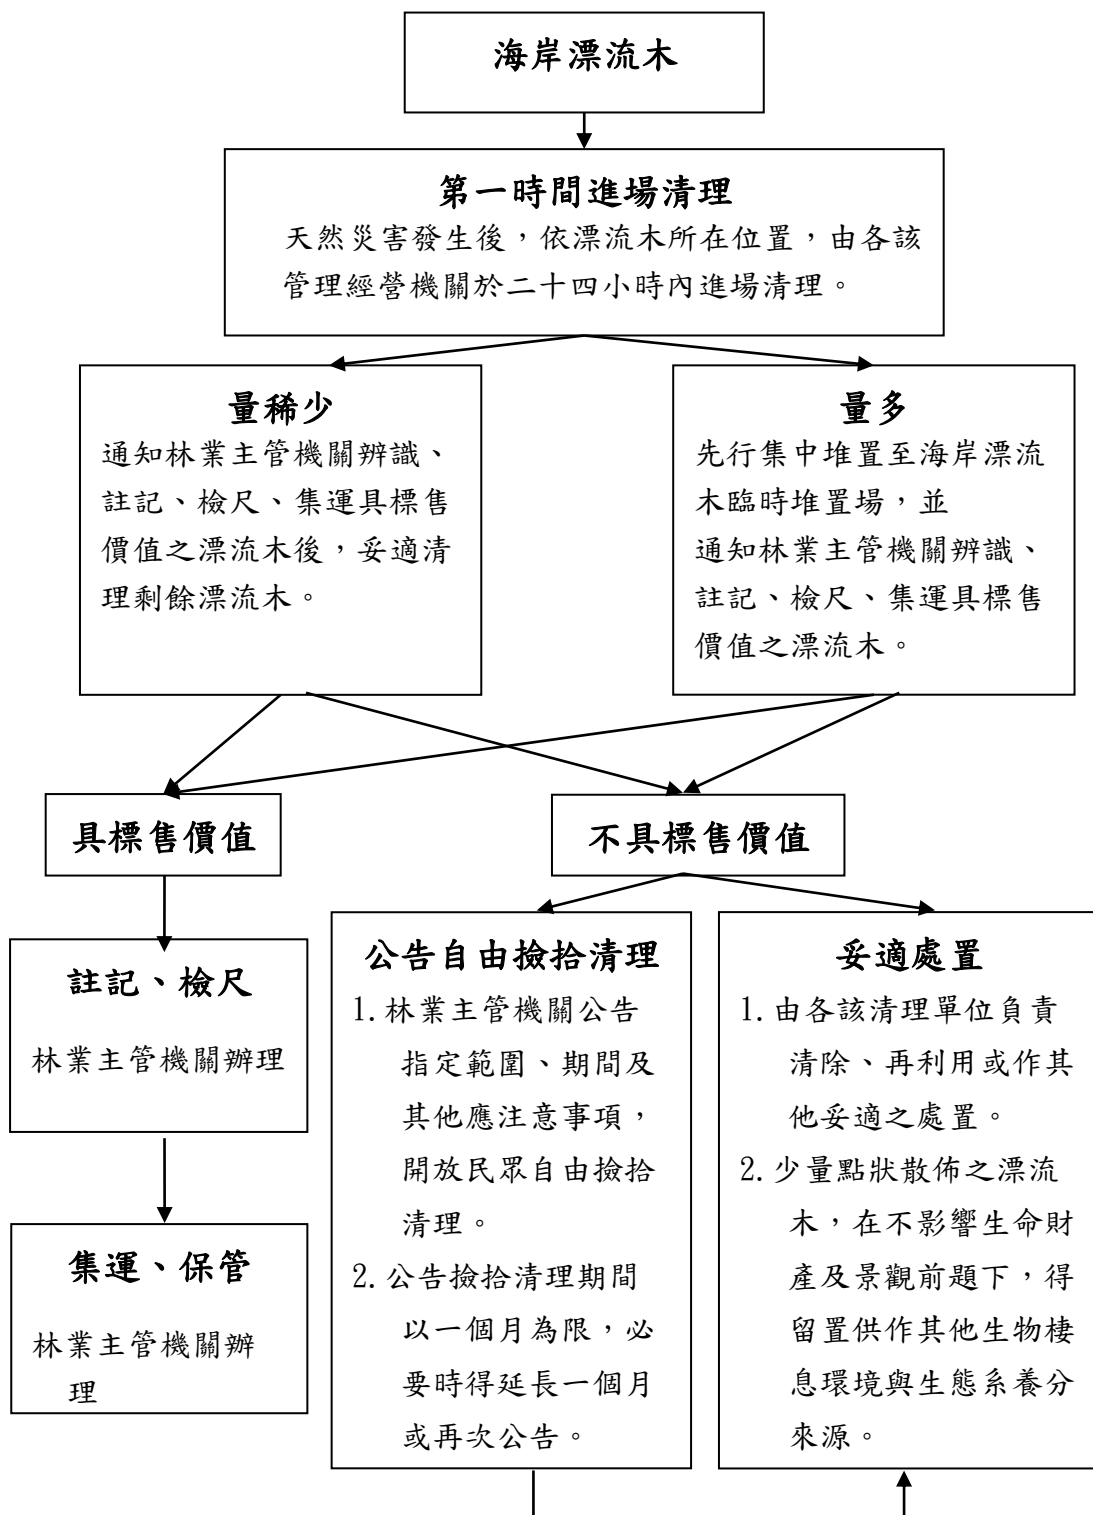 海岸漂流木
第一時間進場清理
天然災害發生後，依漂流木所在位置，由各該
管理經營機關於二十四小時內進場清理。
量稀少
通知林業主管機關辨識、
註記、檢尺、集運具標售
價值之漂流木後，妥適清
理剩餘漂流木。
量多
先行集中堆置至海岸漂流
木臨時堆置場，並
通知林業主管機關辨識、
註記、檢尺、集運具標售
價值之漂流木。
具標售價值
不具標售價值
註記、檢尺
林業主管機關辦理
集運、保管
林業主管機關辦
理
公告自由撿拾清理
1. 林業主管機關公告
指定範圍、期間及
其他應注意事項，
開放民眾自由撿拾
清理。
2. 公告撿拾清理期間
以一個月為限，必
要時得延長一個月
或再次公告。
妥適處置
1. 由各該清理單位負責
清除、再利用或作其
他妥適之處置。
2. 少量點狀散佈之漂流
木，在不影響生命財
產及景觀前題下，得
留置供作其他生物棲
息環境與生態系養分
來源。